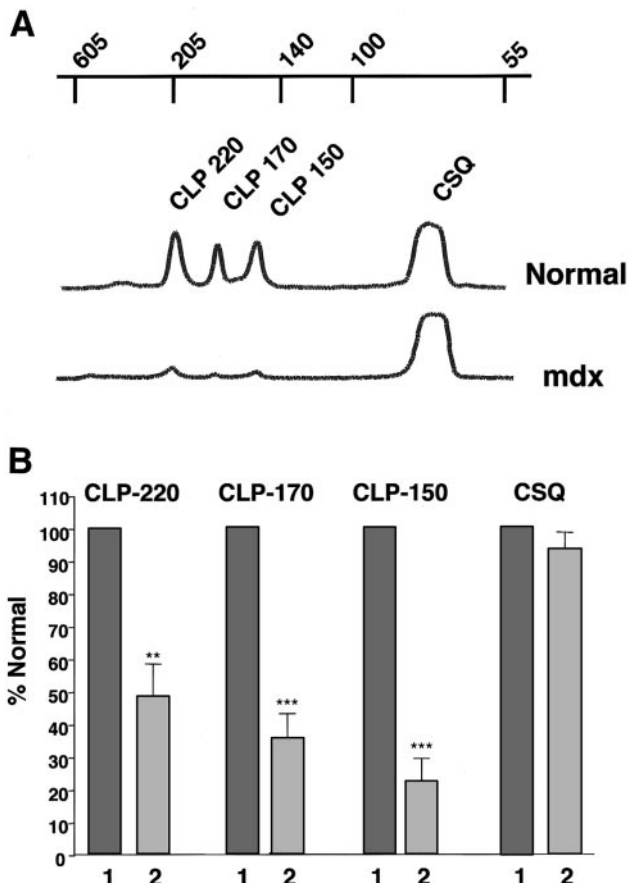 A
605 205 140 100 55
CLP 220 CLP 170 CLP 150 CSQ
Normal
mdx
B
CLP-220 CLP-170 CLP-150 CSQ
110
100
90
80
70
60
50
40
30
20
10
0
% Normal
** *** ***
1 2 1 2 1 2 1 2